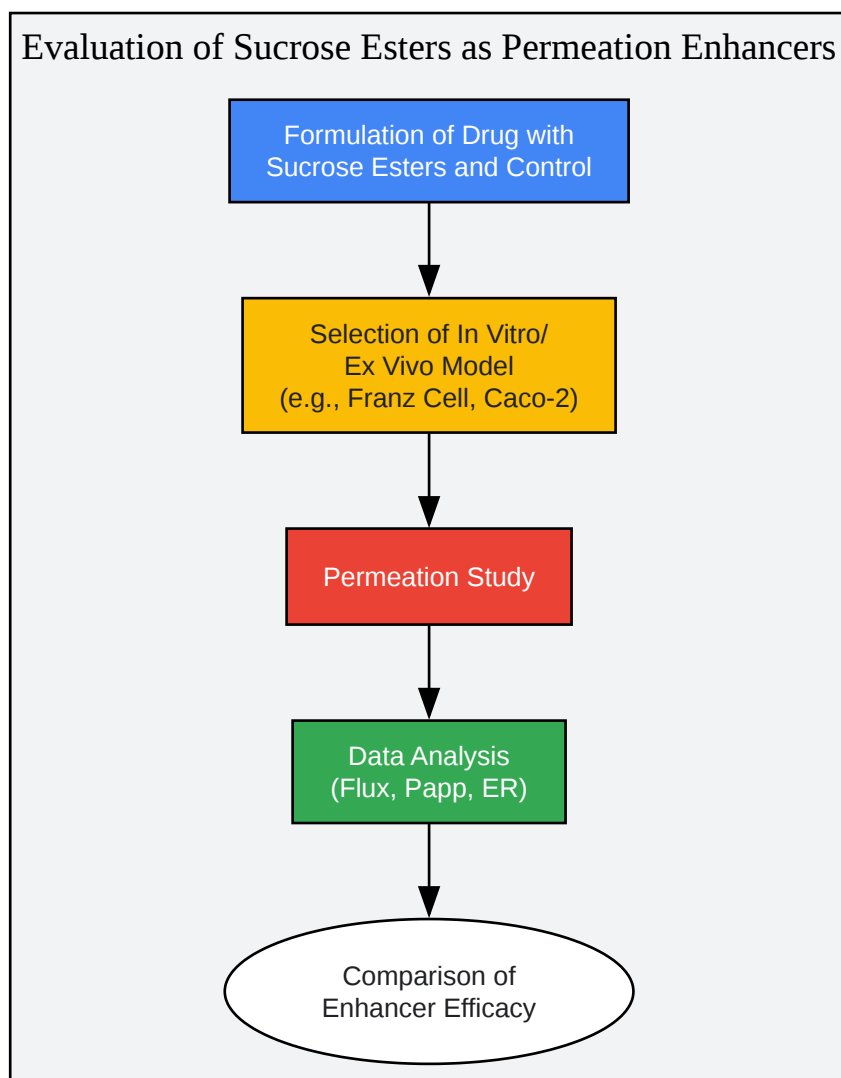 Evaluation of Sucrose Esters as Permeation Enhancers
Formulation of Drug with
Sucrose Esters and Control
Selection of In Vitro/
Ex Vivo Model
(e.g., Franz Cell, Caco-2)
Permeation Study
Data Analysis
(Flux, Papp, ER)
Comparison of
Enhancer Efficacy